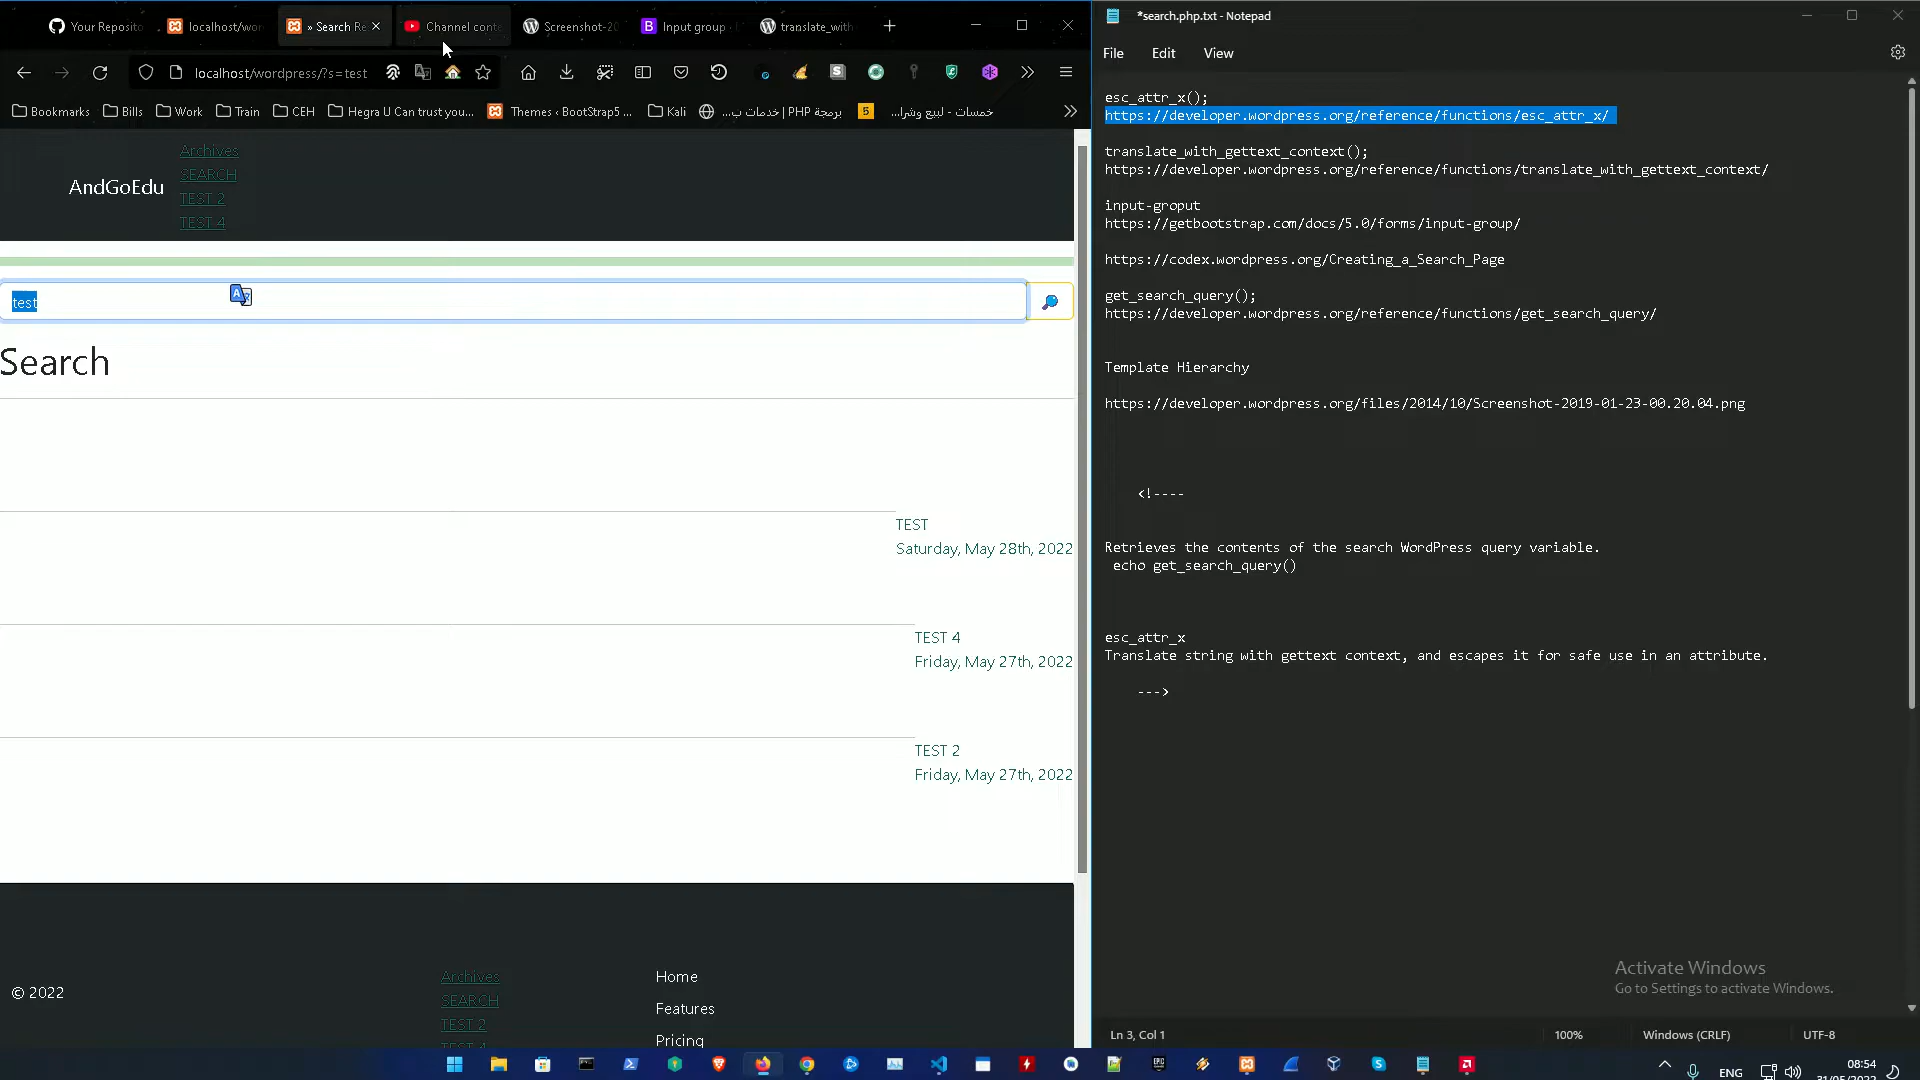 Your Reposito
localhost/wor
» Search Re
Channel conte
Screenshot-20
Input group ·
translate_with
localhost/wordpress/?s=test
Bookmarks
Bills
Work
Train
CEH
Hegra U Can trust you...
Themes ‹ BootStrap5 ...
Kali
برمجة PHP | خدمات ب...
5
خمسات - لبيع وشرا...
AndGoEdu
Archives
SEARCH
TEST 2
TEST 4
test
Search
TEST
Saturday, May 28th, 2022
TEST 4
Friday, May 27th, 2022
TEST 2
Friday, May 27th, 2022
© 2022
Archives
SEARCH
TEST 2
TEST 4
Home
Features
Pricing
*search.php.txt - Notepad
File
Edit
View
esc_attr_x();
https://developer.wordpress.org/reference/functions/esc_attr_x/
translate_with_gettext_context();
https://developer.wordpress.org/reference/functions/translate_with_gettext_context/
input-groput
https://getbootstrap.com/docs/5.0/forms/input-group/
https://codex.wordpress.org/Creating_a_Search_Page
get_search_query();
https://developer.wordpress.org/reference/functions/get_search_query/
Template Hierarchy
https://developer.wordpress.org/files/2014/10/Screenshot-2019-01-23-00.20.04.png
<!----
Retrieves the contents of the search WordPress query variable.
echo get_search_query()
esc_attr_x
Translate string with gettext context, and escapes it for safe use in an attribute.
--->
Activate Windows
Go to Settings to activate Windows.
Ln 3, Col 1
100%
Windows (CRLF)
UTF-8
ENG
08:54
31/05/2022